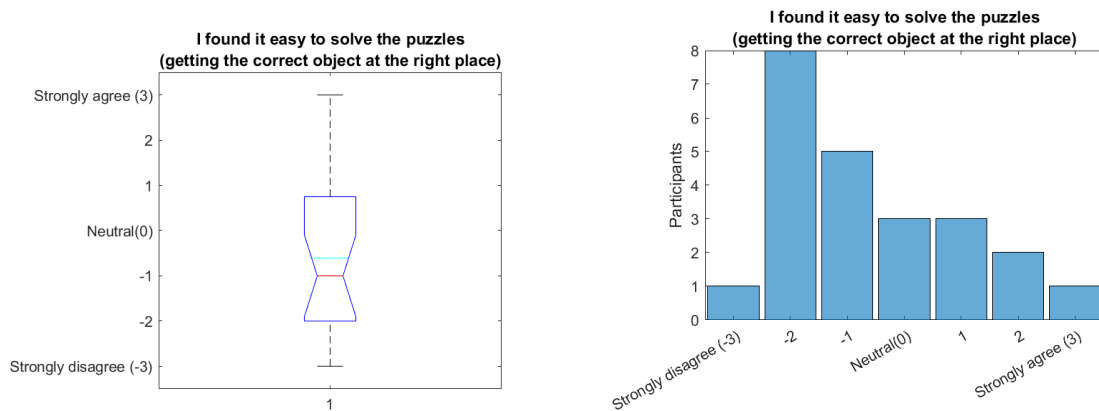 I found it easy to solve the puzzles
(getting the correct object at the right place)
Strongly agree (3)
2
1
Neutral(0)
-1
-2
Strongly disagree (-3)
1
I found it easy to solve the puzzles
(getting the correct object at the right place)
Participants
8
7
6
5
4
3
2
1
0
Strongly disagree (-3)
-2
-1
Neutral(0)
1
2
Strongly agree (3)